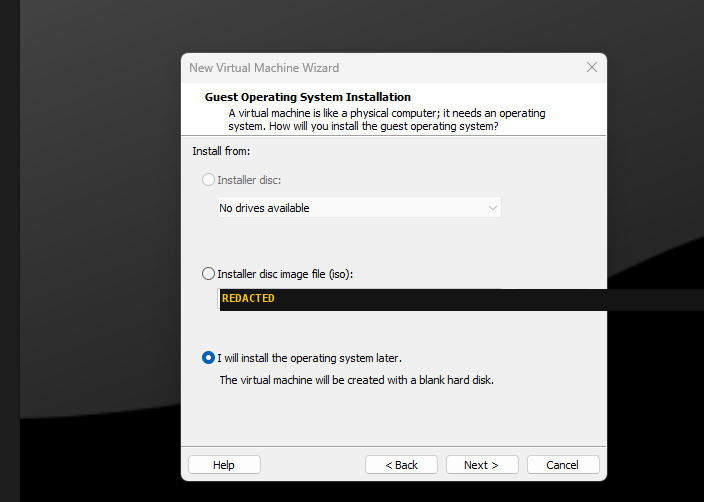 New Virtual Machine Wizard
Guest Operating System Installation
A virtual machine is like a physical computer; it needs an operating
system. How will you install the guest operating system?
Install from:
Installer disc:
No drives available
Installer disc image file (iso):
REDACTED
I will install the operating system later.
The virtual machine will be created with a blank hard disk.
Help
< Back
Next >
Cancel